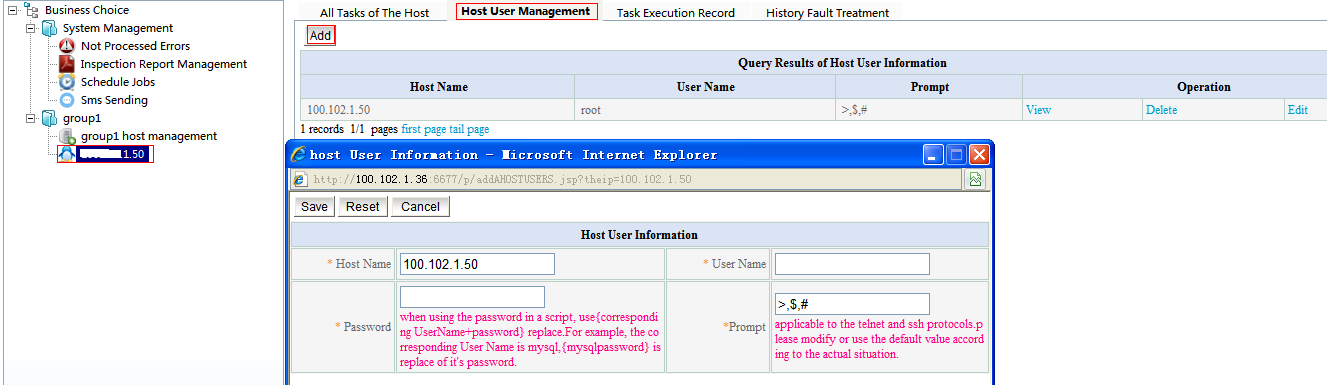 Business Choice
System Management
Not Processed Errors
Inspection Report Management
Schedule Jobs
Sms Sending
group1
group1 host management
1.50
All Tasks of The Host
Host User Management
Task Execution Record
History Fault Treatment
Add
Query Results of Host User Information
Host Name User Name Prompt Operation
100.102.1.50 root >,$,# View Delete Edit
1 records 1/1 pages first page tail page
host User Information - Microsoft Internet Explorer
http://100.102.1.36:6677/p/addAHOSTUSERS.jsp?theip=100.102.1.50
Save Reset Cancel
Host User Information
* Host Name 100.102.1.50 * User Name
* Password
when using the password in a script, use{correspondi
ng UserName+password} replace.For example, the co
rresponding User Name is mysql,{mysqlpassword} is
replace of it's password.
*Prompt
>,$,#
applicable to the telnet and ssh protocols.p
lease modify or use the default value accord
ing to the actual situation.